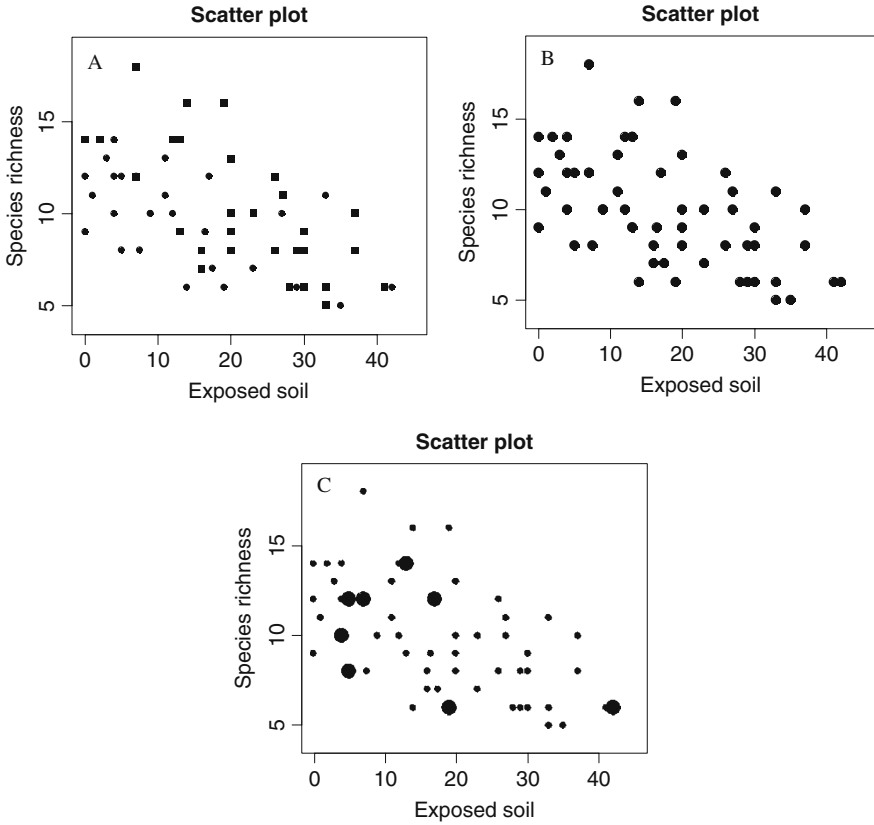 Scatter plot
A
Species richness
15
10
5
0 10 20 30 40
Exposed soil
Scatter plot
B
Species richness
15
10
5
0 10 20 30 40
Exposed soil
Scatter plot
C
Species richness
15
10
5
0 10 20 30 40
Exposed soil